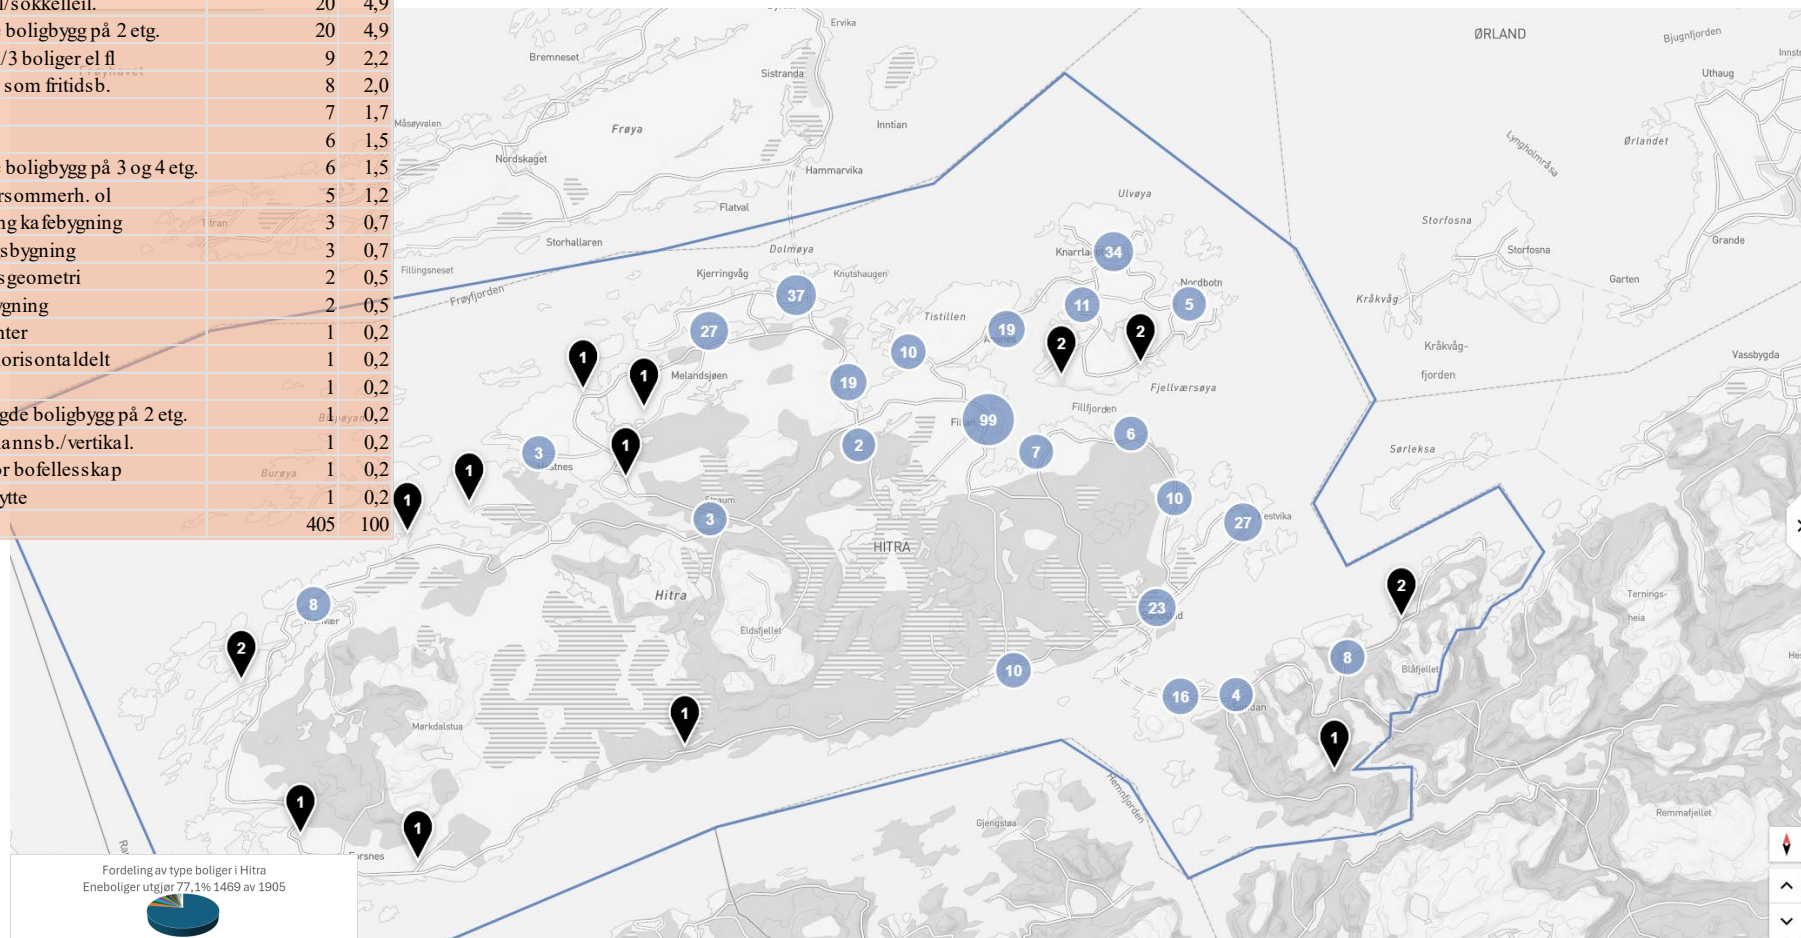 l/sokkelleil. 20 4,9
boligbygg på 2 etg. 20 4,9
/3 boliger el fl 9 2,2
som fritidsb. 8 2,0
7 1,7
6 1,5
boligbygg på 3 og 4 etg. 6 1,5
rsommerh. ol 5 1,2
ng kafebygning 3 0,7
sbygning 3 0,7
sgeometri 2 0,5
gning 2 0,5
nter 1 0,2
orisontaldelt 1 0,2
1 0,2
gde boligbygg på 2 etg. 1 0,2
annsb./vertikal. 1 0,2
or bofellesskap 1 0,2
ytte 1 0,2
405 100
Frøyhavet
Titran
Burøya
Ervika
Bremneset
Sistranda
Måsøyvalen
Frøya
Inntian
Nordskaget
Hammarvika
Flatval
Storhallaren
Dolmøya
Fillingsneset
Frøyfjorden
Kjerringvåg
Knutshaugen
37
27
Melandsjøen
Tistillen
10
19
19
Ulvøya
34
Nordbotn
11
5
2
2
Fjellværsøya
Fillfjorden
99
2
7
6
10
27
estvika
23
10
16
4
8
2
1
1
1
1
1
1
3
3
Straum
HITRA
Hitra
Eldsfjellet
8
2
Mørkdalstua
1
1
1
orsnes
ØRLAND
Bjugnfjorden
Uthaug
Lyngholmråsa
Ørlandet
Storfosna
Storfosna
Grande
Garten
Kråkvåg
Kråkvåg-
fjorden
Vassbygda
Sørleksa
Ternings-
heia
Blåfjellet
Remmafjellet
Hemnfjorden
Gjengstøa
Fordeling av type boliger i Hitra
Eneboliger utgjør 77,1% 1469 av 1905